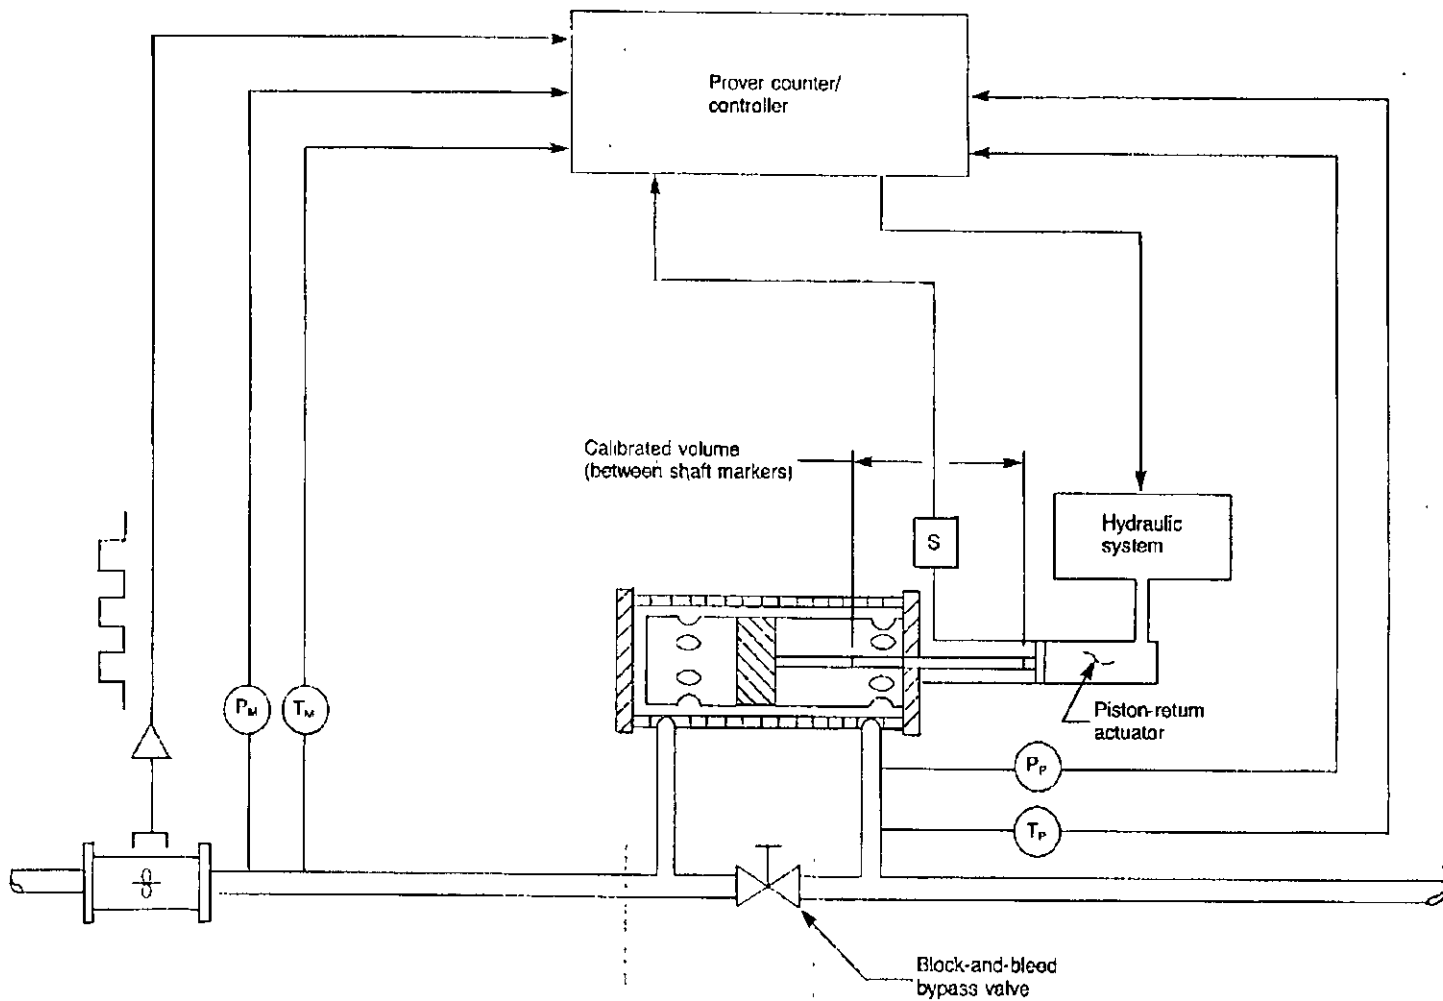 Prover counter/
controller
Calibrated volume
(between shaft markers)
S
Hydraulic
system
PM
TM
Piston-return
actuator
PP
TP
Block-and-bleed
bypass valve